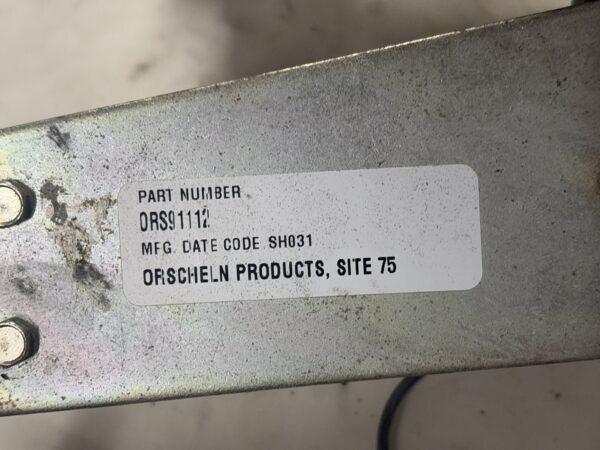 PART NUMBER
ORS91112
MFG. DATE CODE SH031
ORSCHELN PRODUCTS, SITE 75